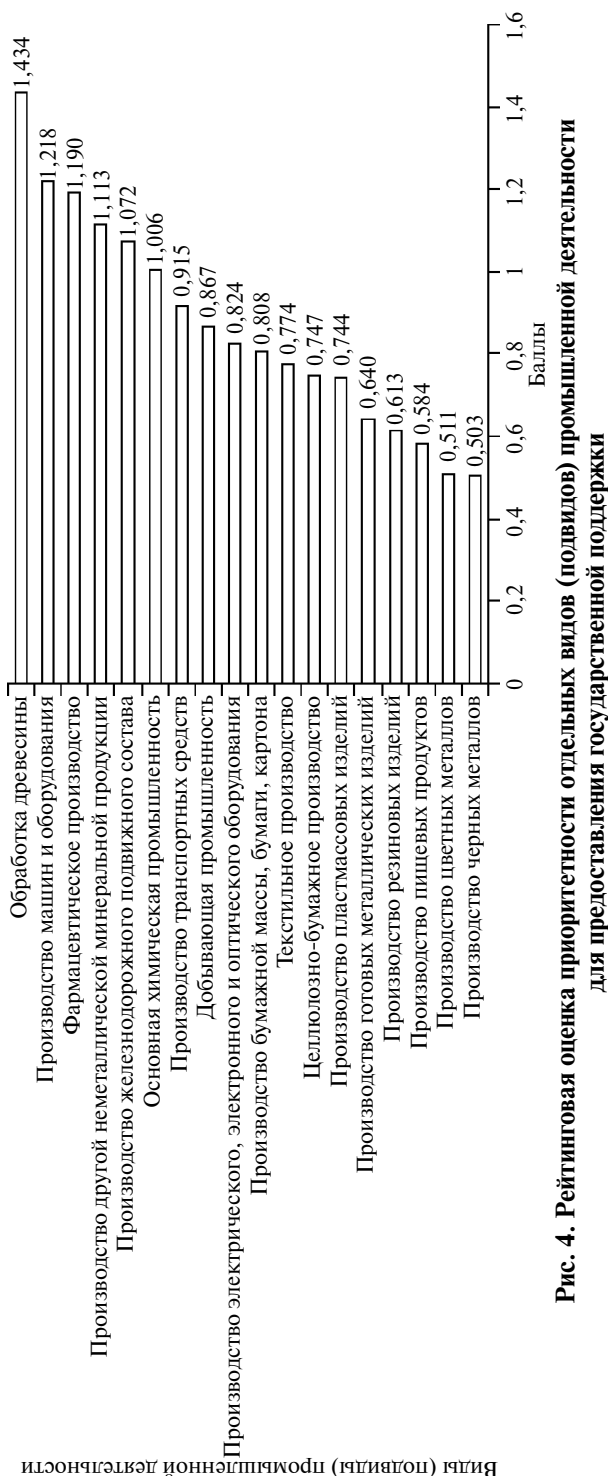 Виды (подвиды) промышленной деятельности
Обработка древесины 1,434
Производство машин и оборудования 1,218
Фармацевтическое производство 1,190
Производство другой неметаллической минеральной продукции 1,113
Производство железнодорожного подвижного состава 1,072
Основная химическая промышленность 1,006
Производство транспортных средств 0,915
Добывающая промышленность 0,867
Производство электрического, электронного и оптического оборудования 0,824
Производство бумажной массы, бумаги, картона 0,808
Текстильное производство 0,774
Целлюлозно-бумажное производство 0,747
Производство пластмассовых изделий 0,744
Производство готовых металлических изделий 0,640
Производство резиновых изделий 0,613
Производство пищевых продуктов 0,584
Производство цветных металлов 0,511
Производство черных металлов 0,503
0 0,2 0,4 0,6 0,8 1 1,2 1,4 1,6
Баллы
Рис. 4. Рейтинговая оценка приоритетности отдельных видов (подвидов) промышленной деятельности
для предоставления государственной поддержки